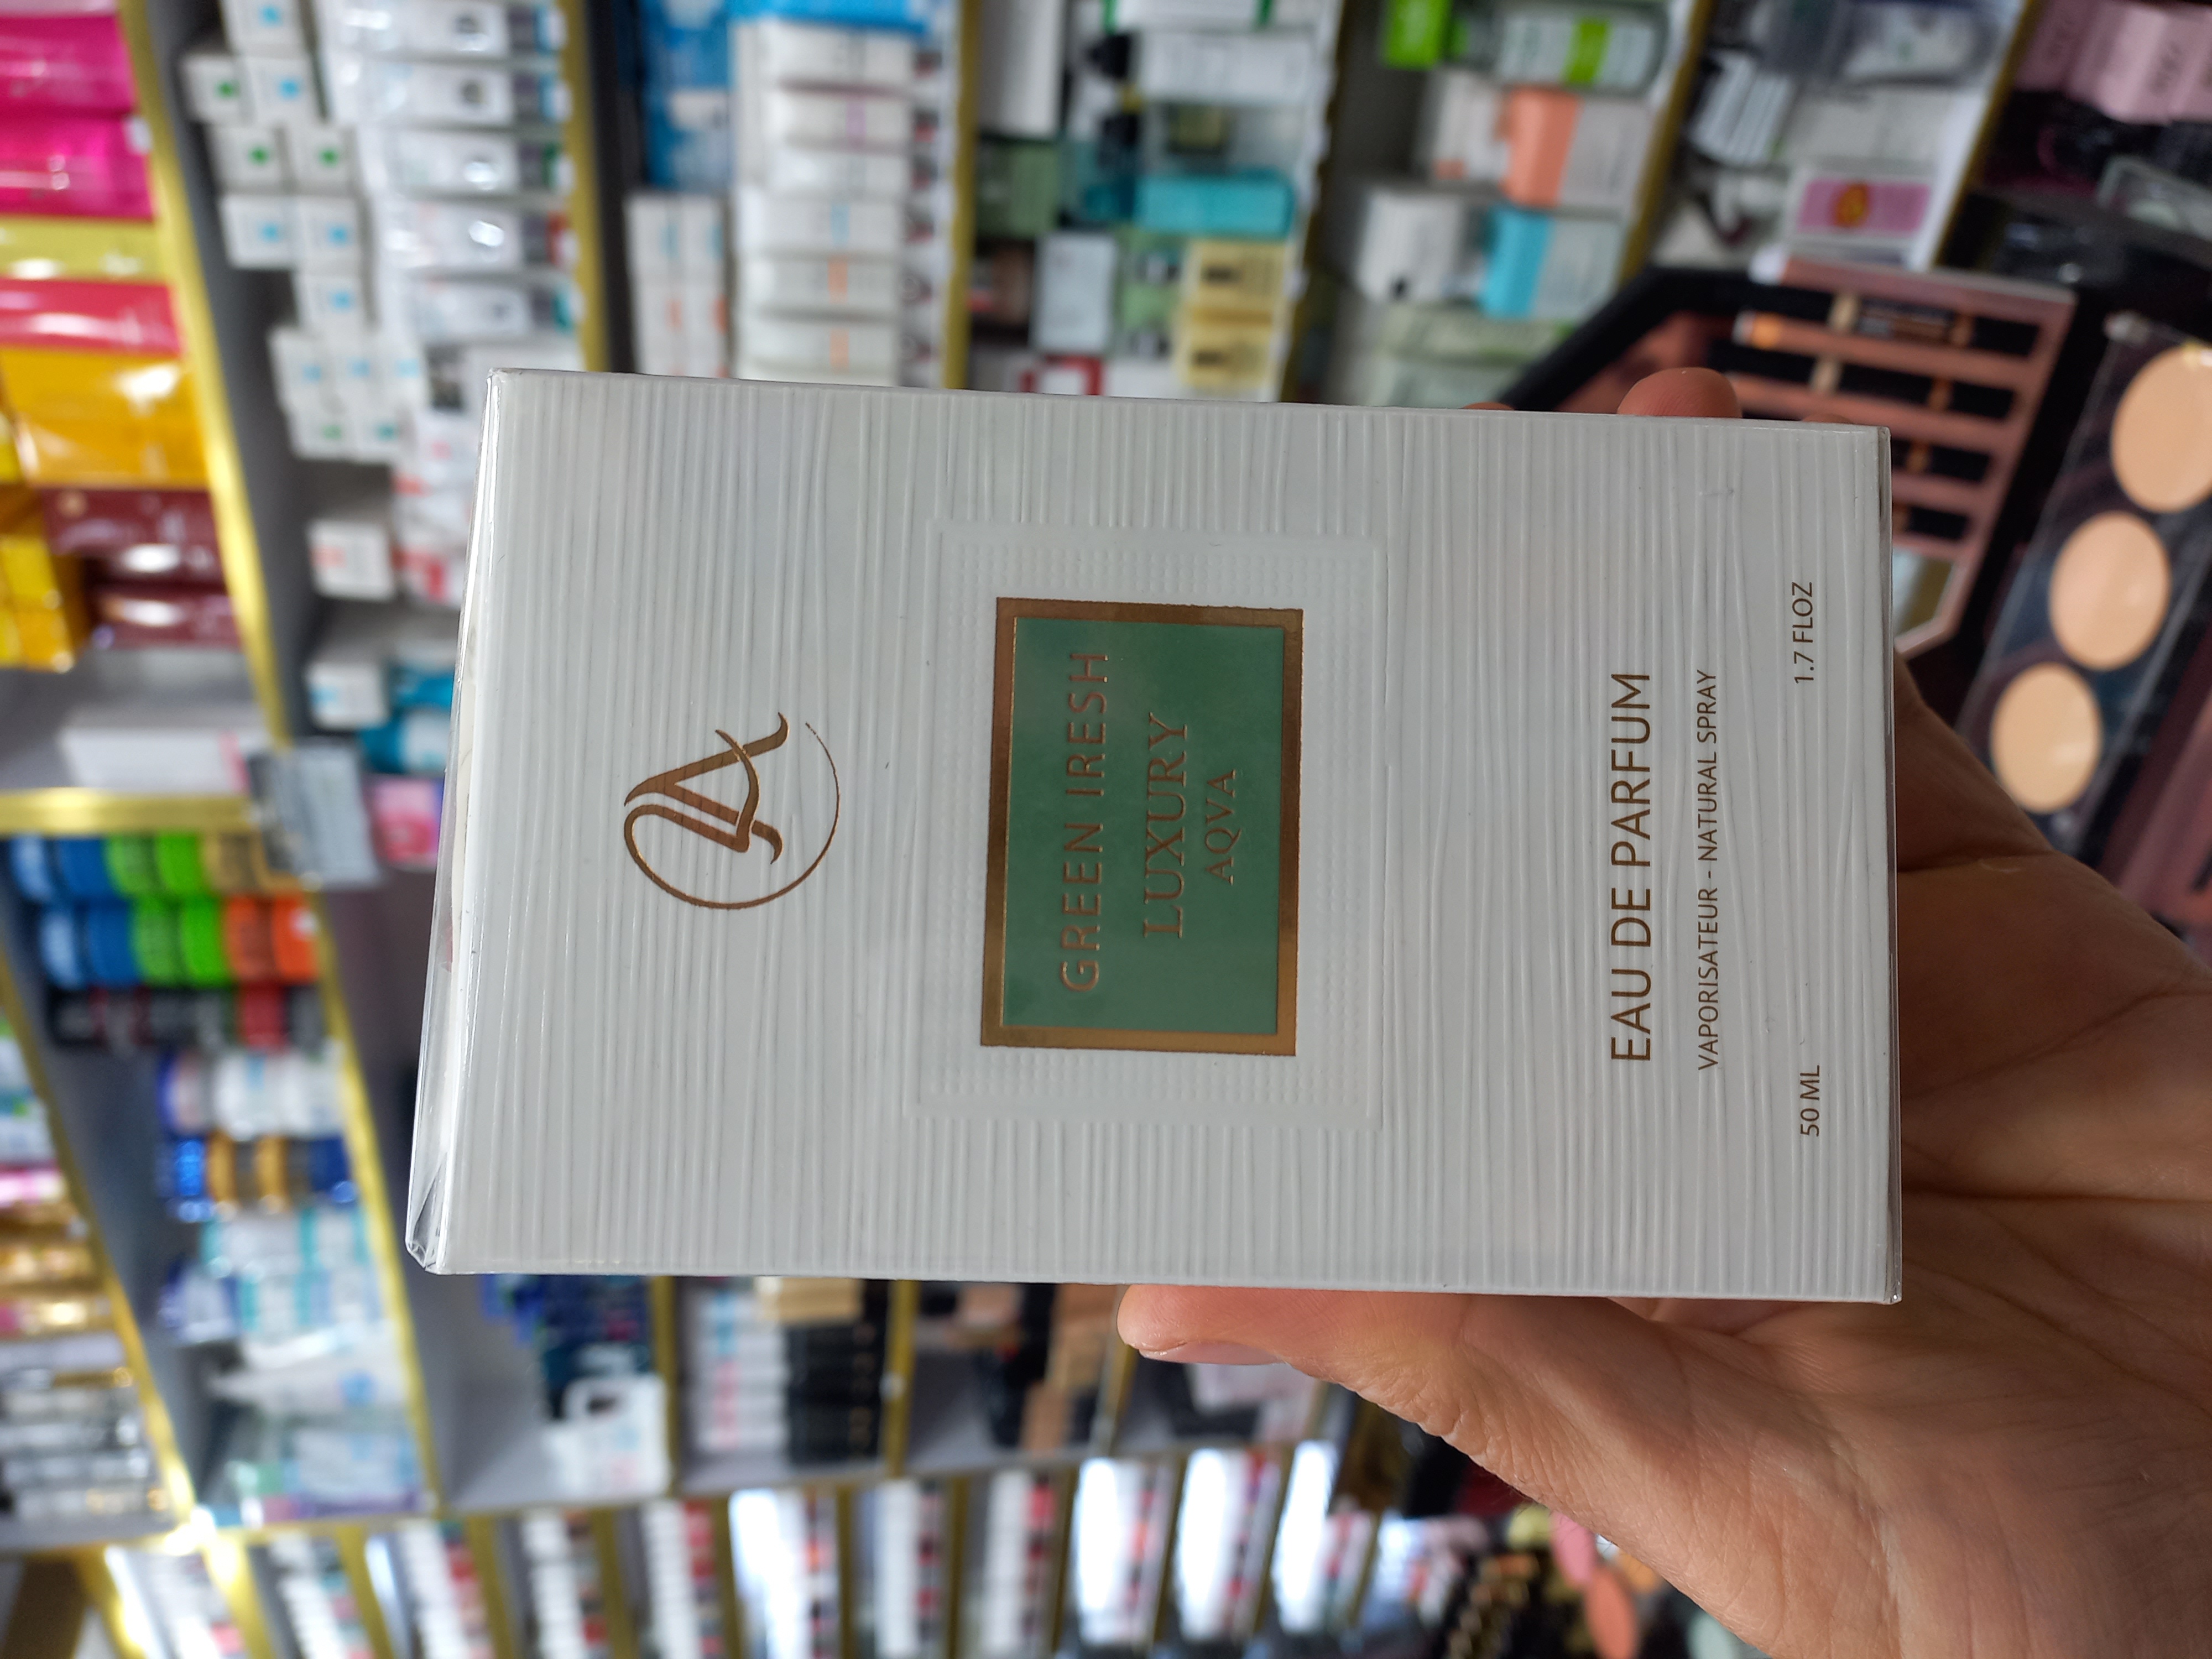 GREEN IRESH
LUXURY
AQVA
EAU DE PARFUM
VAPORISATEUR - NATURAL SPRAY
50 ML 1.7 FLOZ